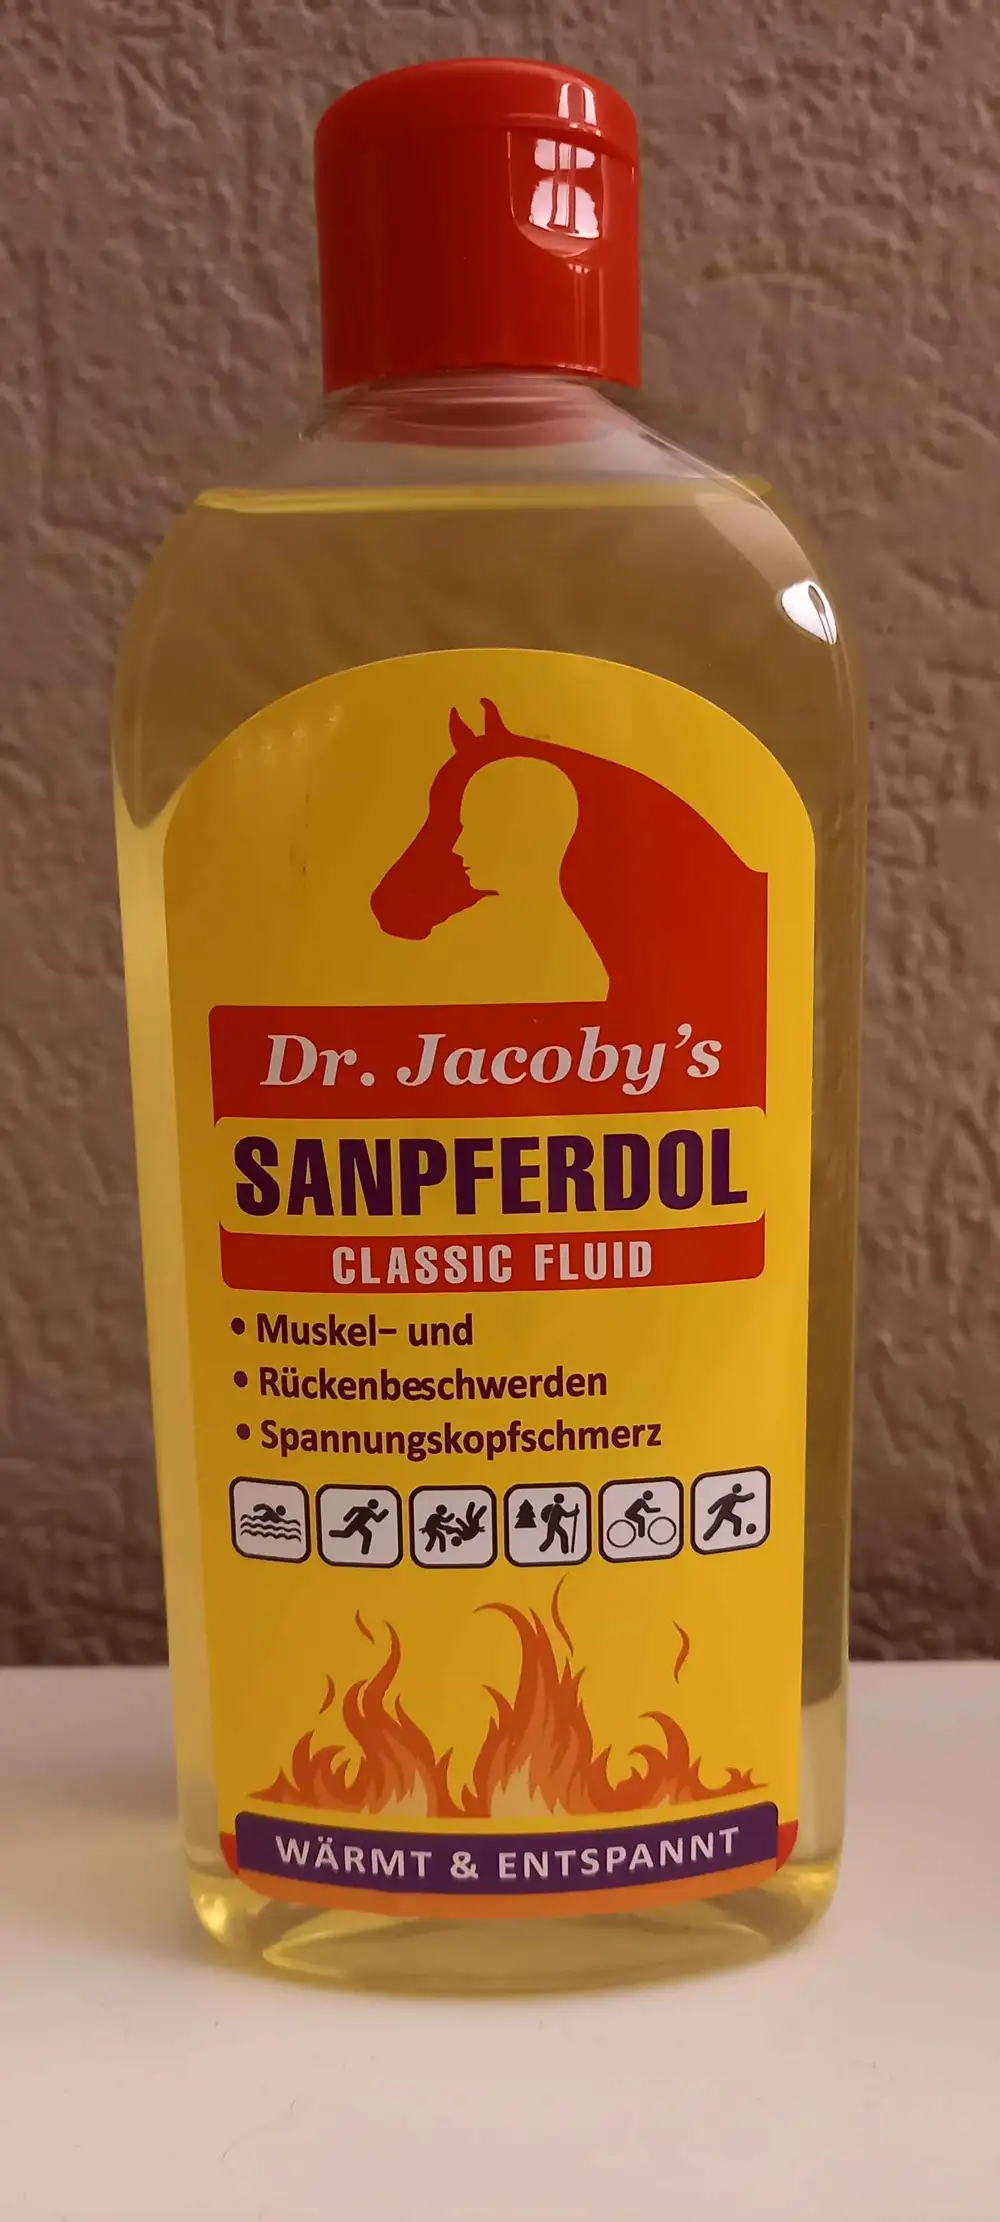 Dr. Jacoby's
SANPFERDOL
CLASSIC FLUID
• Muskel- und
• Rückenbeschwerden
• Spannungskopfschmerz
WÄRMT & ENTSPANNT